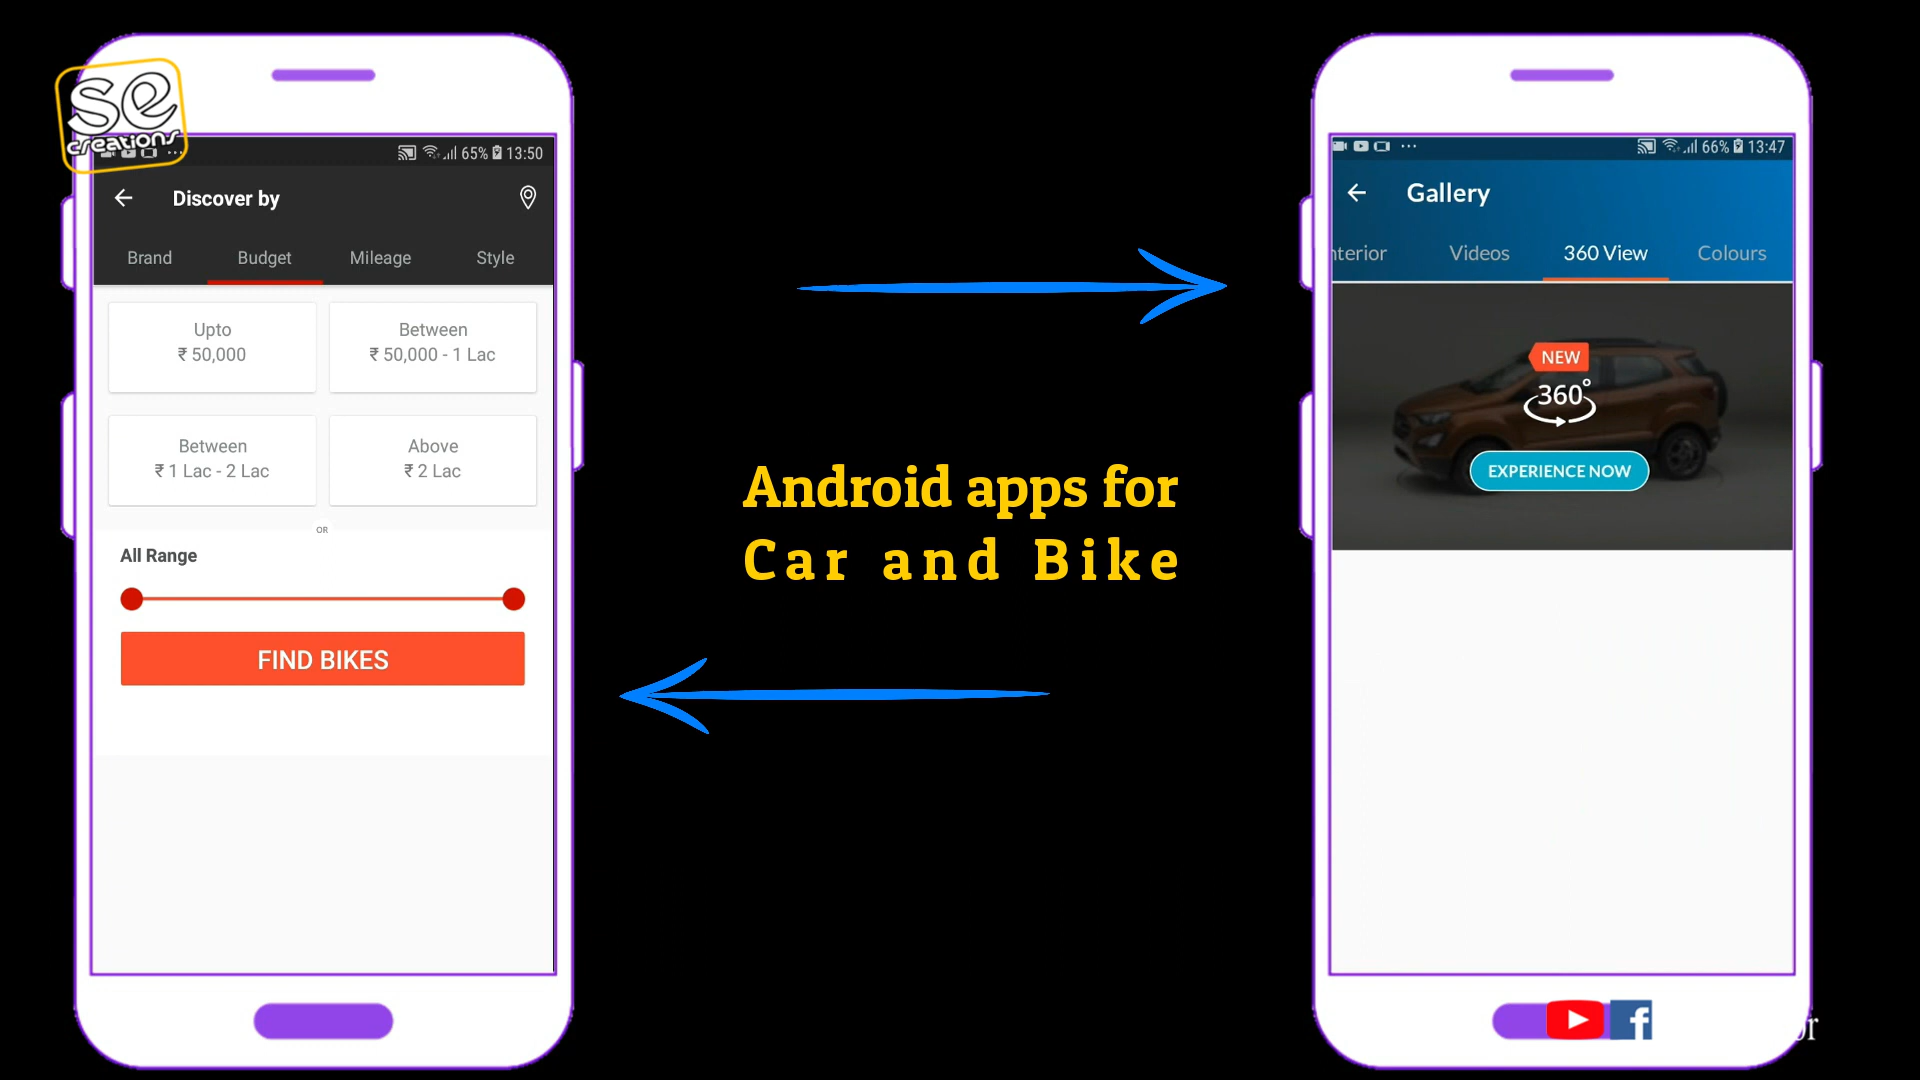 se
creations
65% 13:50
Discover by
Brand Budget Mileage Style
Upto
₹ 50,000
Between
₹ 50,000 - 1 Lac
Between
₹ 1 Lac - 2 Lac
Above
₹ 2 Lac
OR
All Range
FIND BIKES
Android apps for
Car and Bike
66% 13:47
Gallery
nterior Videos 360 View Colours
NEW
360°
EXPERIENCE NOW
f